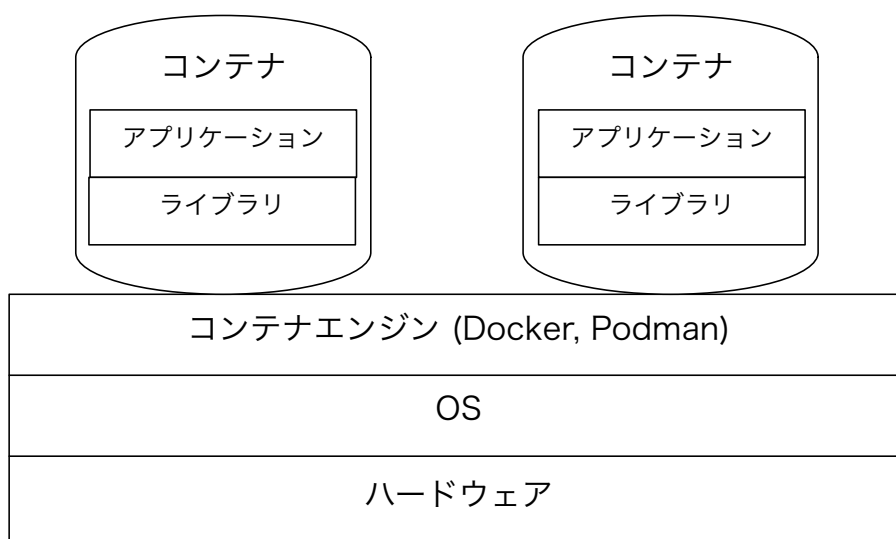 コンテナ
アプリケーション
ライブラリ
コンテナ
アプリケーション
ライブラリ
コンテナエンジン (Docker, Podman)
OS
ハードウェア